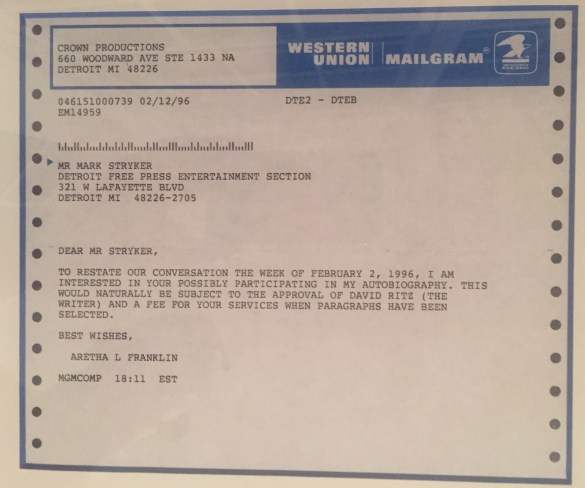 CROWN PRODUCTIONS
660 WOODWARD AVE STE 1433 NA
DETROIT MI 48226
WESTERN UNION
MAILGRAM®
046151000739 02/12/96 DTE2 - DTEB
EM14959
MR MARK STRYKER
DETROIT FREE PRESS ENTERTAINMENT SECTION
321 W LAFAYETTE BLVD
DETROIT MI 48226-2705
DEAR MR STRYKER,
TO RESTATE OUR CONVERSATION THE WEEK OF FEBRUARY 2, 1996, I AM
INTERESTED IN YOUR POSSIBLY PARTICIPATING IN MY AUTOBIOGRAPHY. THIS
WOULD NATURALLY BE SUBJECT TO THE APPROVAL OF DAVID RITZ (THE
WRITER) AND A FEE FOR YOUR SERVICES WHEN PARAGRAPHS HAVE BEEN
SELECTED.
BEST WISHES,
ARETHA L FRANKLIN
MGMCOMP 18:11 EST